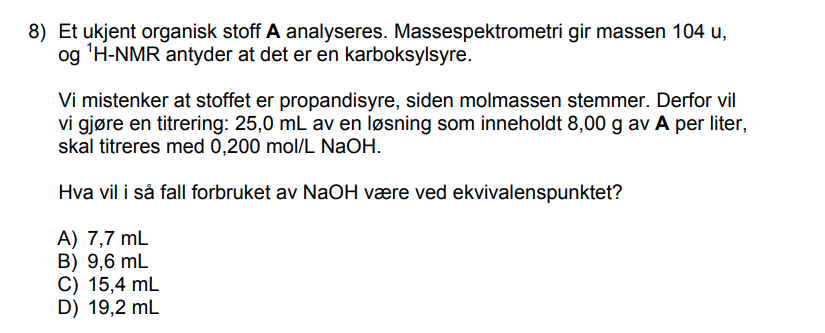 8) Et ukjent organisk stoff A analyseres. Massespektrometri gir massen 104 u,
og ¹H-NMR antyder at det er en karboksylsyre.
Vi mistenker at stoffet er propandisyre, siden molmassen stemmer. Derfor vil
vi gjøre en titrering: 25,0 mL av en løsning som inneholdt 8,00 g av A per liter,
skal titreres med 0,200 mol/L NaOH.
Hva vil i så fall forbruket av NaOH være ved ekvivalenspunktet?
A) 7,7 mL
B) 9,6 mL
C) 15,4 mL
D) 19,2 mL